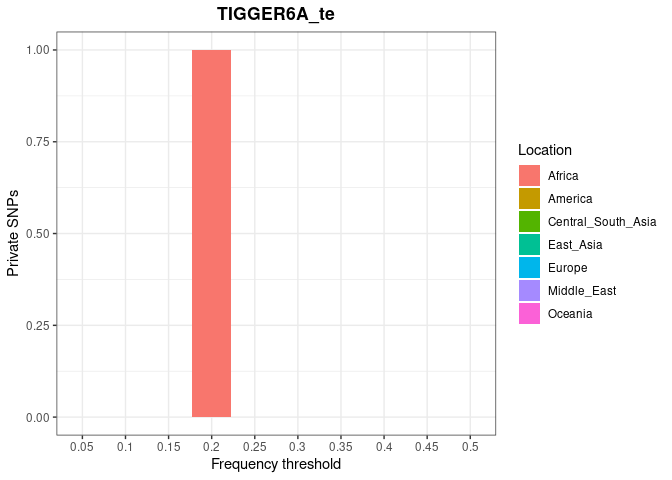 TIGGER6A_te
1.00
0.75
0.50
0.25
0.00
Private SNPs
0.05 0.1 0.15 0.2 0.25 0.3 0.35 0.4 0.45 0.5
Frequency threshold
Location
Africa
America
Central_South_Asia
East_Asia
Europe
Middle_East
Oceania